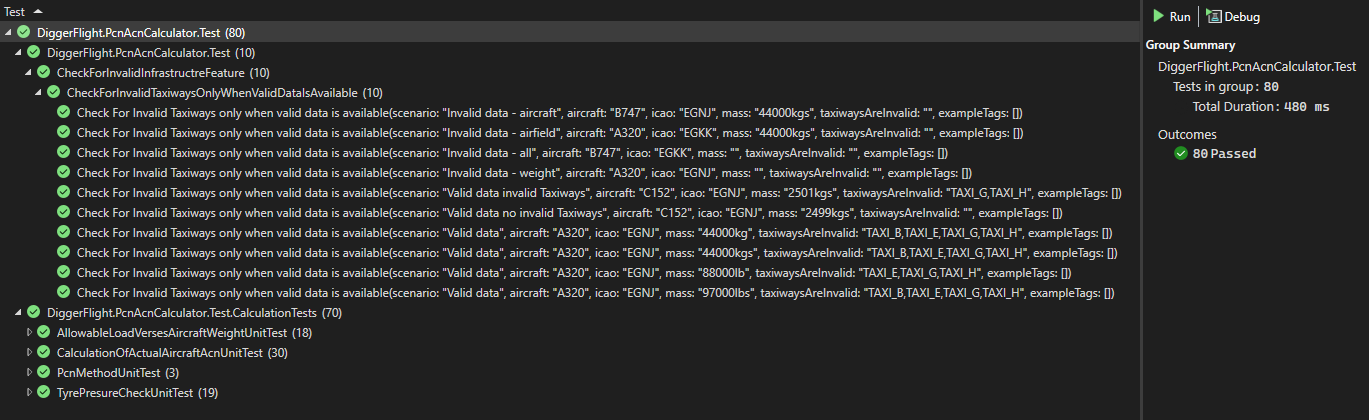 Test
Run
Debug
DiggerFlight.PcnAcnCalculator.Test (80)
DiggerFlight.PcnAcnCalculator.Test (10)
CheckForInvalidInfrastructreFeature (10)
CheckForInvalidTaxiwaysOnlyWhenValidDataIsAvailable (10)
Check For Invalid Taxiways only when valid data is available(scenario: "Invalid data - aircraft", aircraft: "B747", icao: "EGNJ", mass: "44000kgs", taxiwaysAreInvalid: "", exampleTags: [])
Check For Invalid Taxiways only when valid data is available(scenario: "Invalid data - airfield", aircraft: "A320", icao: "EGKK", mass: "44000kgs", taxiwaysAreInvalid: "", exampleTags: [])
Check For Invalid Taxiways only when valid data is available(scenario: "Invalid data - all", aircraft: "B747", icao: "EGKK", mass: "", taxiwaysAreInvalid: "", exampleTags: [])
Check For Invalid Taxiways only when valid data is available(scenario: "Invalid data - weight", aircraft: "A320", icao: "EGNJ", mass: "", taxiwaysAreInvalid: "", exampleTags: [])
Check For Invalid Taxiways only when valid data is available(scenario: "Valid data invalid Taxiways", aircraft: "C152", icao: "EGNJ", mass: "2501kgs", taxiwaysAreInvalid: "TAXI_G,TAXI_H", exampleTags: [])
Check For Invalid Taxiways only when valid data is available(scenario: "Valid data no invalid Taxiways", aircraft: "C152", icao: "EGNJ", mass: "2499kgs", taxiwaysAreInvalid: "", exampleTags: [])
Check For Invalid Taxiways only when valid data is available(scenario: "Valid data", aircraft: "A320", icao: "EGNJ", mass: "44000kg", taxiwaysAreInvalid: "TAXI_B,TAXI_E,TAXI_G,TAXI_H", exampleTags: [])
Check For Invalid Taxiways only when valid data is available(scenario: "Valid data", aircraft: "A320", icao: "EGNJ", mass: "44000kgs", taxiwaysAreInvalid: "TAXI_B,TAXI_E,TAXI_G,TAXI_H", exampleTags: [])
Check For Invalid Taxiways only when valid data is available(scenario: "Valid data", aircraft: "A320", icao: "EGNJ", mass: "88000lb", taxiwaysAreInvalid: "TAXI_E,TAXI_G,TAXI_H", exampleTags: [])
Check For Invalid Taxiways only when valid data is available(scenario: "Valid data", aircraft: "A320", icao: "EGNJ", mass: "97000lbs", taxiwaysAreInvalid: "TAXI_B,TAXI_E,TAXI_G,TAXI_H", exampleTags: [])
DiggerFlight.PcnAcnCalculator.Test.CalculationTests (70)
AllowableLoadVersesAircraftWeightUnitTest (18)
CalculationOfActualAircraftAcnUnitTest (30)
PcnMethodUnitTest (3)
TyrePresureCheckUnitTest (19)
Group Summary
DiggerFlight.PcnAcnCalculator.Test
Tests in group: 80
Total Duration: 480 ms
Outcomes
80 Passed